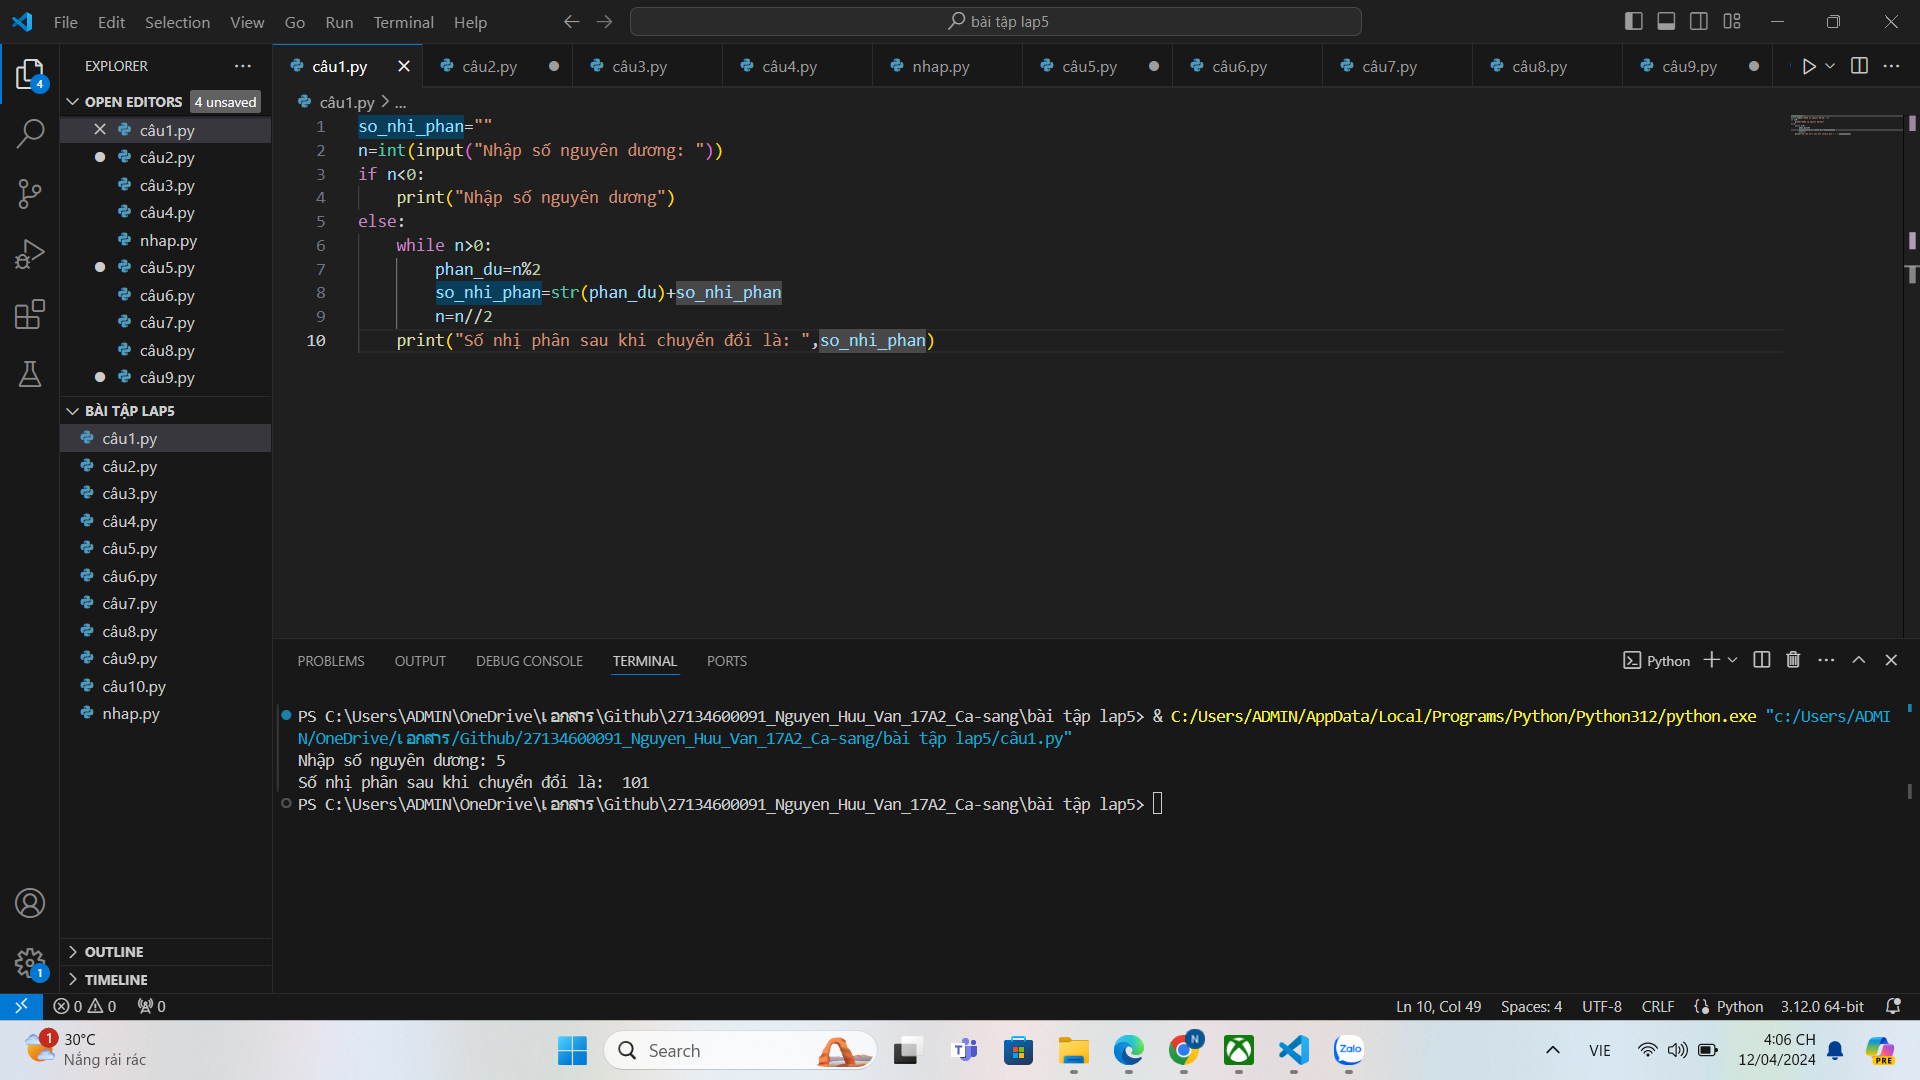 File Edit Selection View Go Run Terminal Help
bài tập lap5
EXPLORER
OPEN EDITORS 4 unsaved
câu1.py
câu2.py
câu3.py
câu4.py
nhap.py
câu5.py
câu6.py
câu7.py
câu8.py
câu9.py
BÀI TẬP LAP5
câu1.py
câu2.py
câu3.py
câu4.py
câu5.py
câu6.py
câu7.py
câu8.py
câu9.py
câu10.py
nhap.py
OUTLINE
TIMELINE
câu1.py câu2.py câu3.py câu4.py nhap.py câu5.py câu6.py câu7.py câu8.py câu9.py
câu1.py > ...
1 so_nhi_phan=""
2 n=int(input("Nhập số nguyên dương: "))
3 if n<0:
4 print("Nhập số nguyên dương")
5 else:
6 while n>0:
7 phan_du=n%2
8 so_nhi_phan=str(phan_du)+so_nhi_phan
9 n=n//2
10 print("Số nhị phân sau khi chuyển đổi là: ",so_nhi_phan)
PROBLEMS OUTPUT DEBUG CONSOLE TERMINAL PORTS
Python
PS C:\Users\ADMIN\OneDrive\เอกสาร\Github\27134600091_Nguyen_Huu_Van_17A2_Ca-sang\bài tập lap5> & C:/Users/ADMIN/AppData/Local/Programs/Python/Python312/python.exe "c:/Users/ADMI
N/OneDrive/เอกสาร/Github/27134600091_Nguyen_Huu_Van_17A2_Ca-sang/bài tập lap5/câu1.py"
Nhập số nguyên dương: 5
Số nhị phân sau khi chuyển đổi là:  101
PS C:\Users\ADMIN\OneDrive\เอกสาร\Github\27134600091_Nguyen_Huu_Van_17A2_Ca-sang\bài tập lap5>
4
1
0 0 0
Ln 10, Col 49 Spaces: 4 UTF-8 CRLF Python 3.12.0 64-bit
1
30°C
Nắng rải rác
Search
N
Zalo
VIE
4:06 CH
12/04/2024
PRE